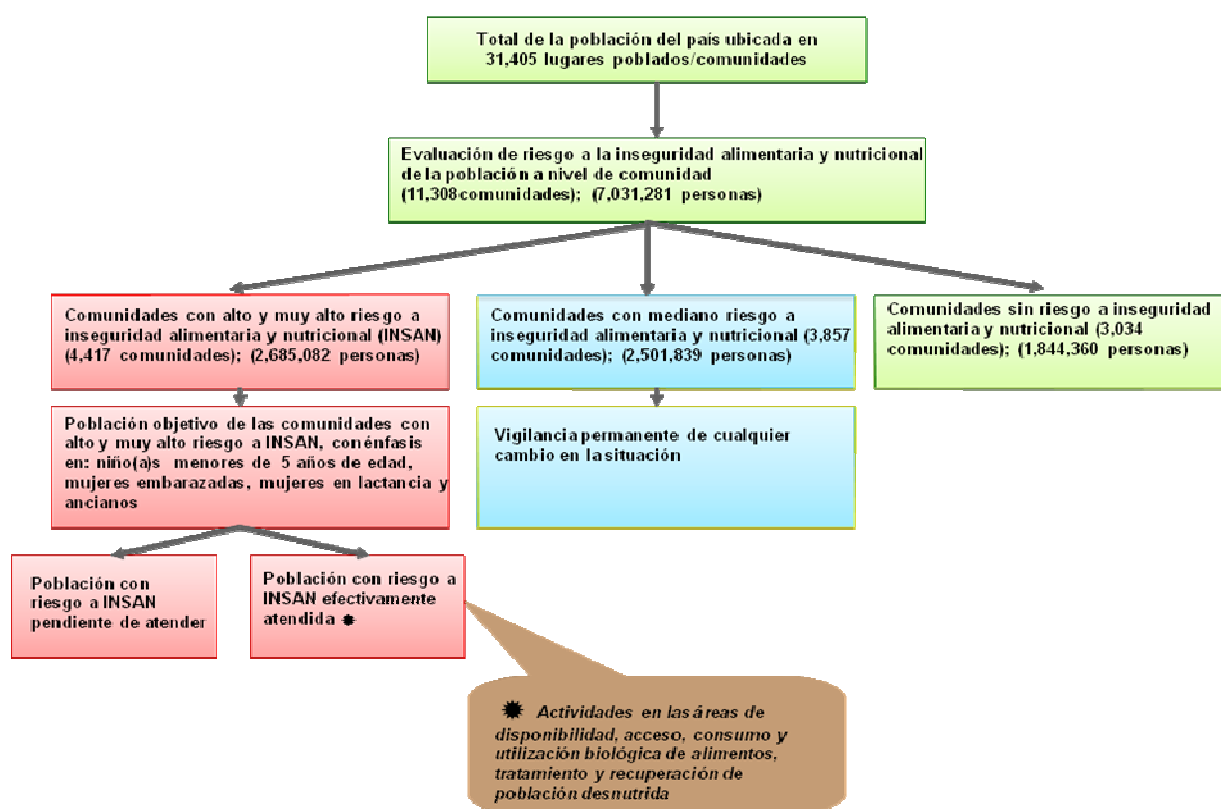 Total de la población del país ubicada en
31,405 lugares poblados/comunidades
Evaluación de riesgo a la inseguridad alimentaria y nutricional
de la población a nivel de comunidad
(11,308comunidades); (7,031,281 personas)
Comunidades con alto y muy alto riesgo a
inseguridad alimentaria y nutricional (INSAN)
(4,417 comunidades); (2,685,082 personas)
Comunidades con mediano riesgo a
inseguridad alimentaria y nutricional (3,857
comunidades); (2,501,839 personas)
Comunidades sin riesgo a inseguridad
alimentaria y nutricional (3,034
comunidades); (1,844,360 personas)
Población objetivo de las comunidades con
alto y muy alto riesgo a INSAN, con énfasis
en: niño(a)s menores de 5 años de edad,
mujeres embarazadas, mujeres en lactancia y
ancianos
Vigilancia permanente de cualquier
cambio en la situación
Población con
riesgo a INSAN
pendiente de atender
Población con riesgo a
INSAN efectivamente
atendida ✹
✹ Actividades en las áreas de
disponibilidad, acceso, consumo y
utilización biológica de alimentos,
tratamiento y recuperación de
población desnutrida